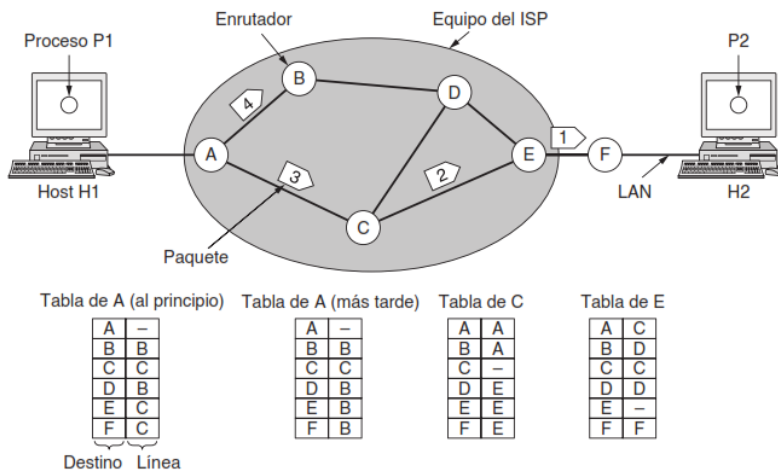 Enrutador
Equipo del ISP
Proceso P1
P2
B
D
4
1
A
E
F
3
2
Host H1
C
LAN
H2
Paquete
Tabla de A (al principio)
A –
B B
C C
D B
E C
F C
Destino Línea
Tabla de A (más tarde)
A –
B B
C C
D B
E B
F B
Tabla de C
A A
B A
C –
D E
E E
F E
Tabla de E
A C
B D
C C
D D
E –
F F